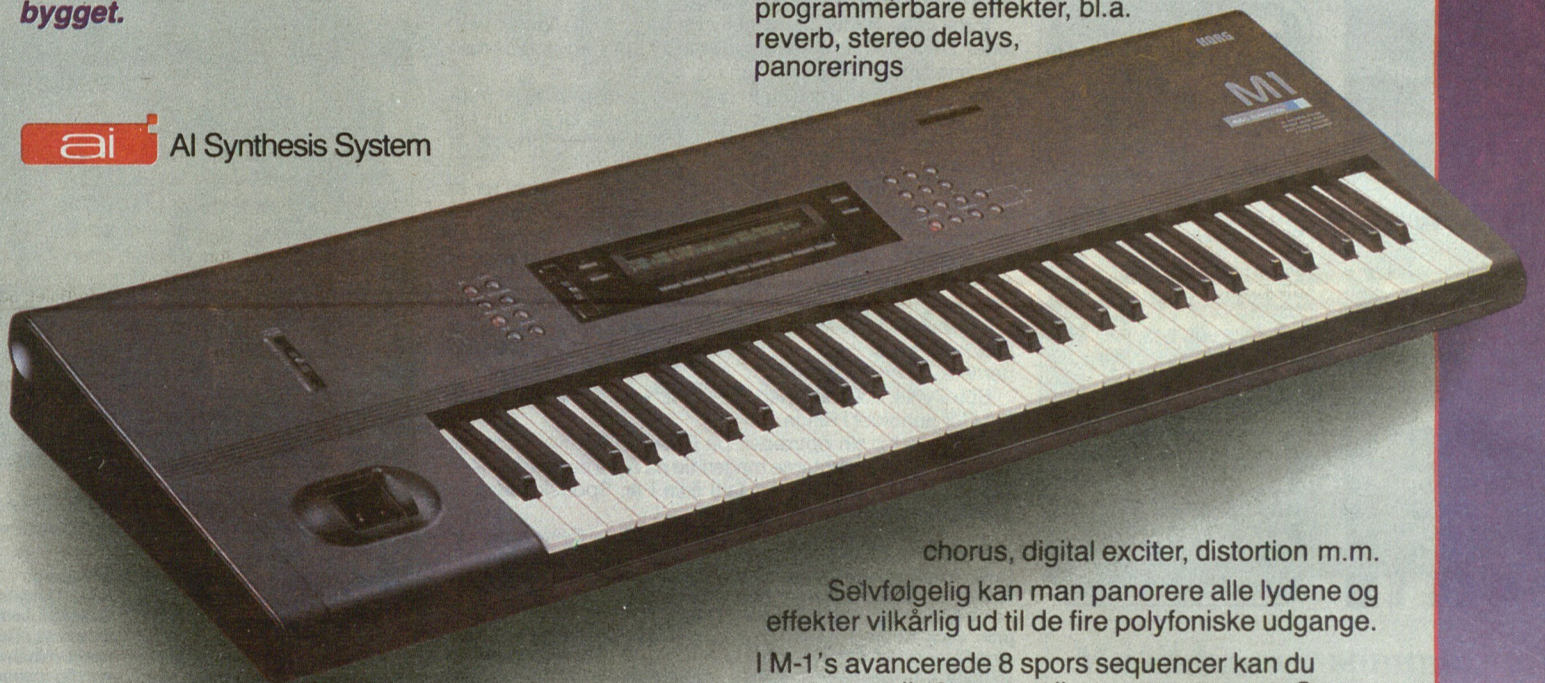 bygget.
ai AI Synthesis System
programmérbare effekter, bl.a.
reverb, stereo delays,
panorerings
KORG
M1
chorus, digital exciter, distortion m.m.
Selvfølgelig kan man panorere alle lydene og
effekter vilkårlig ud til de fire polyfoniske udgange.
I M-1's avancerede 8 spors sequencer kan du